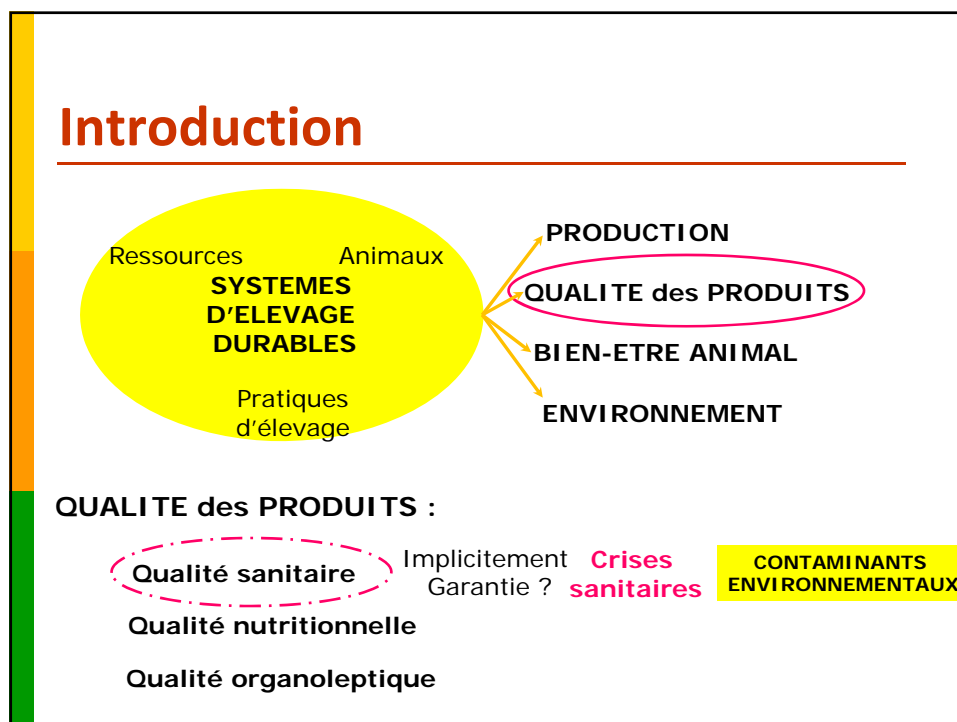 Introduction
Ressources Animaux
SYSTEMES
D'ELEVAGE
DURABLES
Pratiques
d'élevage
PRODUCTION
QUALITE des PRODUITS
BIEN-ETRE ANIMAL
ENVIRONNEMENT
QUALITE des PRODUITS :
Qualité sanitaire
Implicitement
Garantie ?
Crises
sanitaires
CONTAMINANTS
ENVIRONNEMENTAUX
Qualité nutritionnelle
Qualité organoleptique